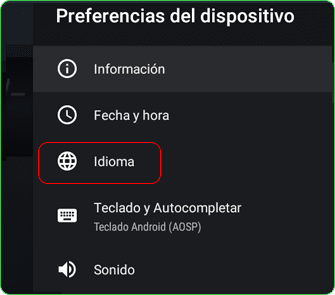 Preferencias del dispositivo
Información
Fecha y hora
Idioma
Teclado y Autocompletar
Teclado Android (AOSP)
Sonido